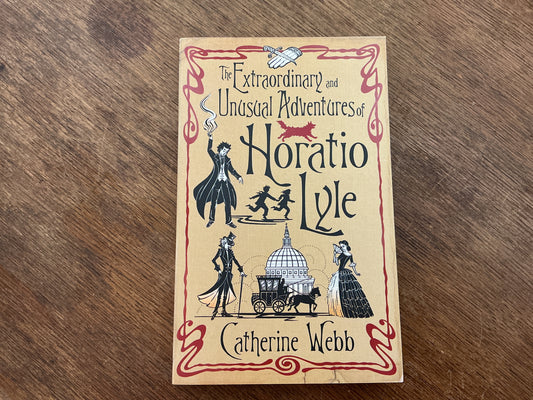 The Extraordinary and
Unusual Adventures of
Horatio
Lyle
Catherine Webb